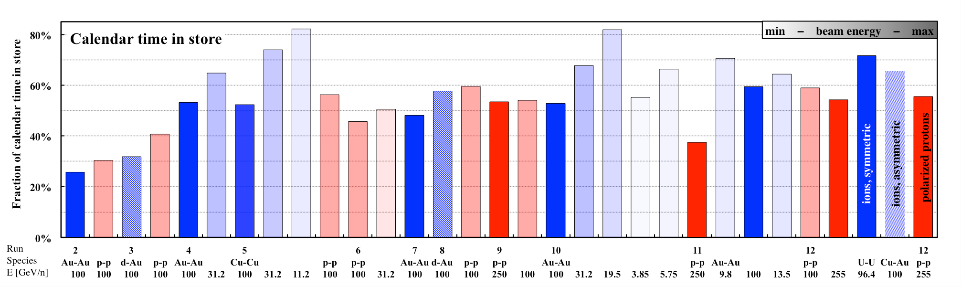 Calendar time in store
min – beam energy – max
Fraction of calendar time in store
80%
60%
40%
20%
0%
ions, symmetric
ions, asymmetric
polarized protons
Run 2 3 4 5 6 7 8 9 10 11 12 12
Species Au-Au p-p d-Au p-p Au-Au Cu-Cu p-p p-p Au-Au d-Au p-p Au-Au p-p Au-Au p-p U-U Cu-Au p-p
E [GeV/n] 100 100 100 100 100 31.2 100 31.2 11.2 100 100 31.2 100 100 100 250 100 100 31.2 19.5 3.85 5.75 250 9.8 100 13.5 100 255 96.4 100 255